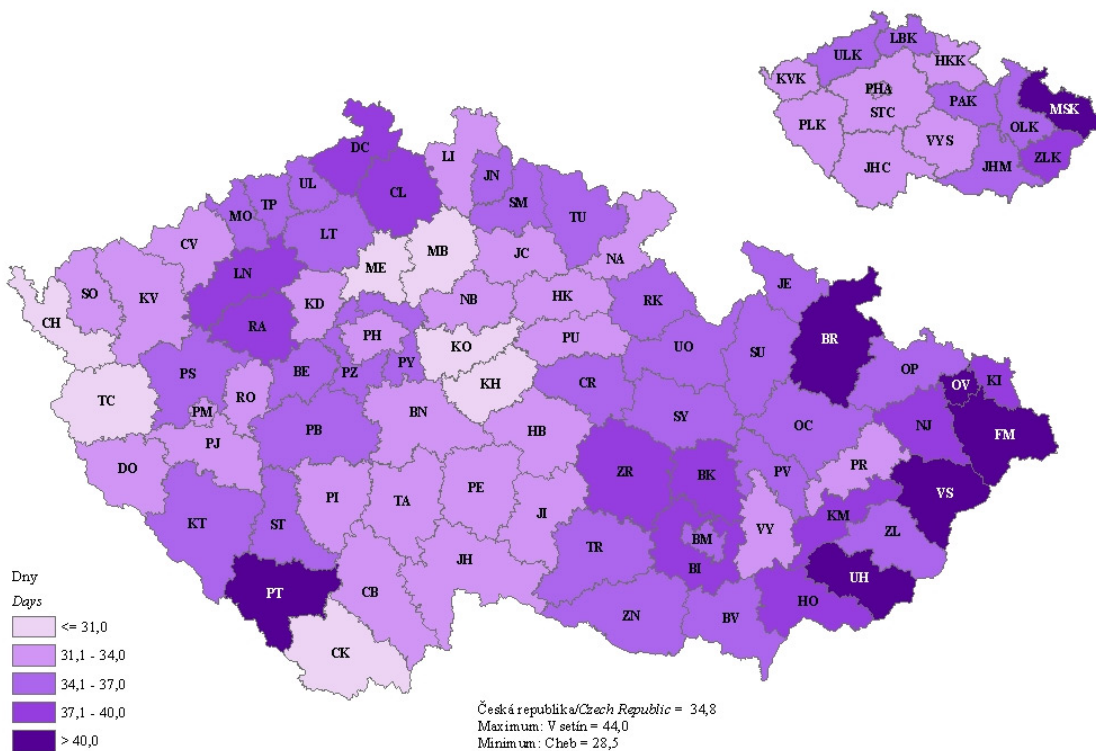 LBK
ULK
HKK
KVK
PHA
PAK
MSK
STC
PLK
OLK
VYS
ZLK
JHC
JHM
DC
LI
UL
JN
CL
TP
SM
MO
TU
LT
CV
MB
JC
NA
ME
LN
SO
KV
JE
KD
NB
HK
RK
CH
RA
PH
PU
KO
BR
UO
SU
OP
PS
BE
PZ
PY
KH
CR
OV
KI
TC
RO
PM
BN
SY
OC
NJ
FM
PB
HB
PJ
DO
ZR
BK
PV
PR
VS
PI
TA
PE
JI
KM
KT
ST
VY
BM
ZL
TR
JH
BI
UH
PT
CB
HO
ZN
BV
CK
Dny
Days
<= 31,0
31,1 - 34,0
34,1 - 37,0
37,1 - 40,0
> 40,0
Česká republika/Czech Republic = 34,8
Maximum: Vsetín = 44,0
Minimum: Cheb = 28,5